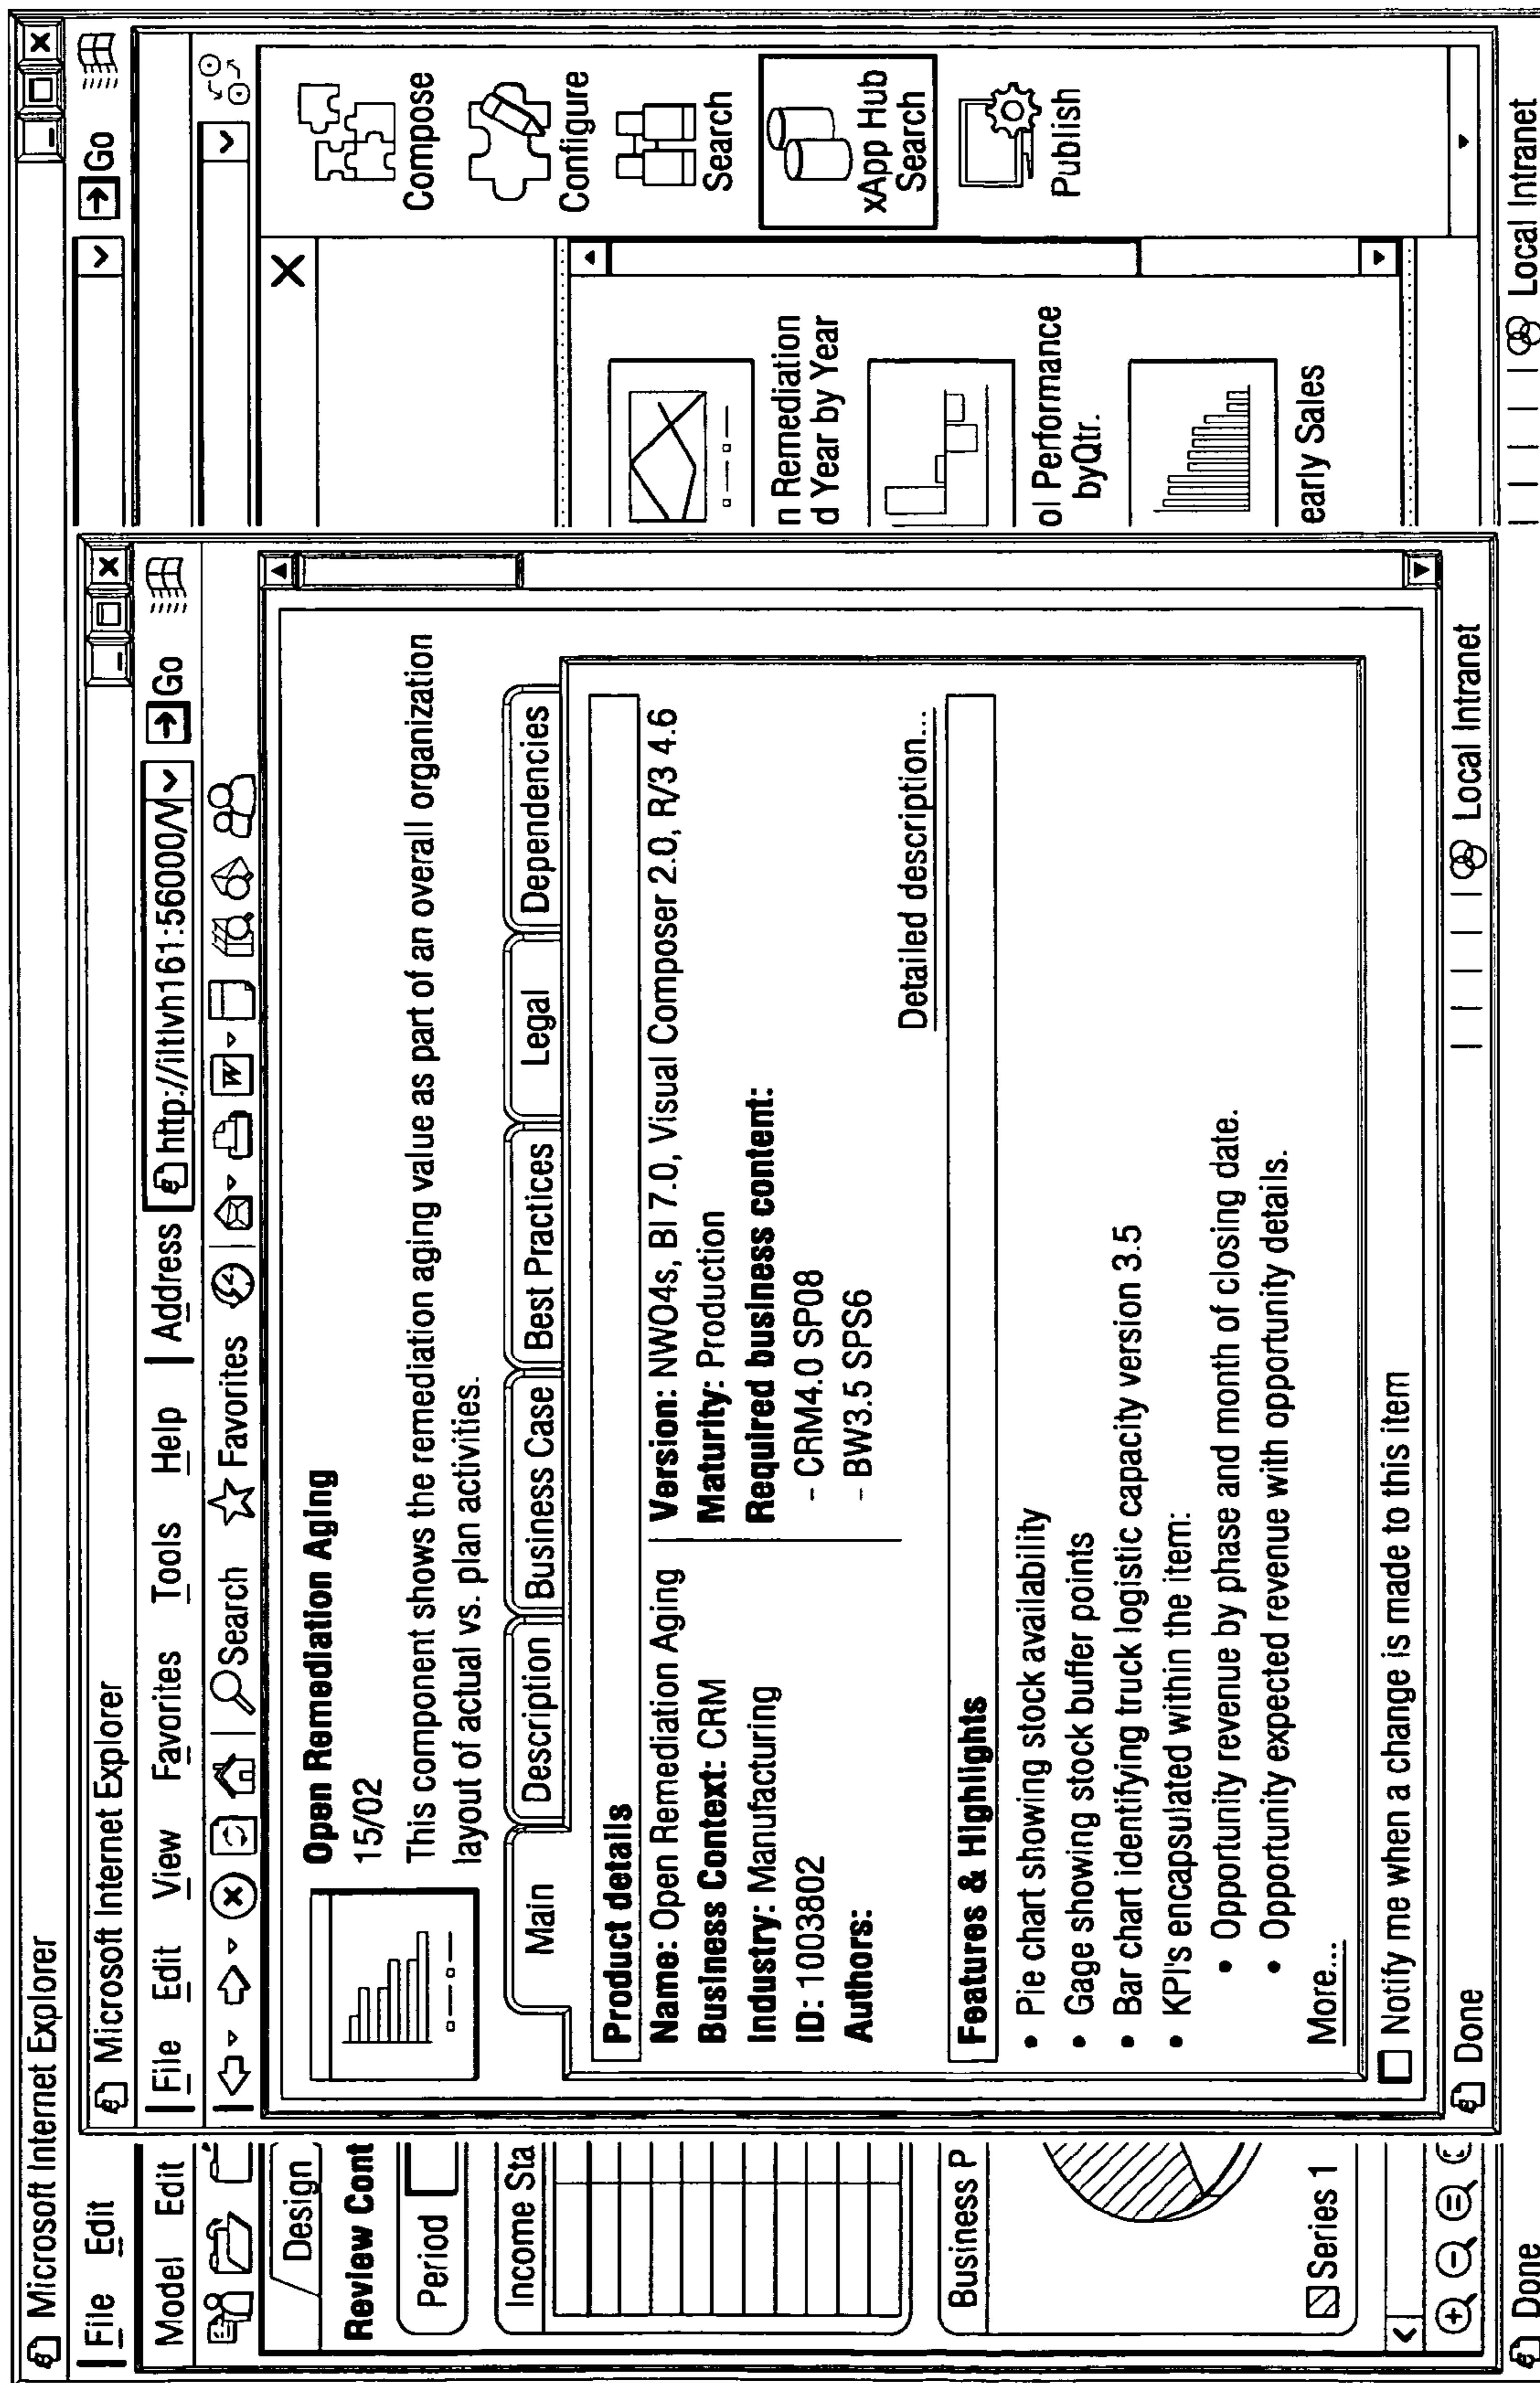 Microsoft Internet Explorer
File Edit
Go
Model Edit
Design
Review Cont
Period
Income Sta
Business P
Series 1
Done
Microsoft Internet Explorer
File Edit View Favorites Tools Help Address http://iltlvh161:56000/V Go
Search Favorites
Open Remediation Aging
15/02
This component shows the remediation aging value as part of an overall organization
layout of actual vs. plan activities.
Main Description Business Case Best Practices Legal Dependencies
Product details
Name: Open Remediation Aging
Business Context: CRM
Industry: Manufacturing
ID: 1003802
Authors:
Version: NW04s, BI 7.0, Visual Composer 2.0, R/3 4.6
Maturity: Production
Required business content:
- CRM4.0 SP08
- BW3.5 SPS6
Detailed description...
Features & Highlights
• Pie chart showing stock availability
• Gage showing stock buffer points
• Bar chart identifying truck logistic capacity version 3.5
• KPI's encapsulated within the item:
• Opportunity revenue by phase and month of closing date.
• Opportunity expected revenue with opportunity details.
More...
Notify me when a change is made to this item
Done
Local Intranet
n Remediation
d Year by Year
ol Performance
byQtr.
early Sales
Compose
Configure
Search
xApp Hub
Search
Publish
Local Intranet